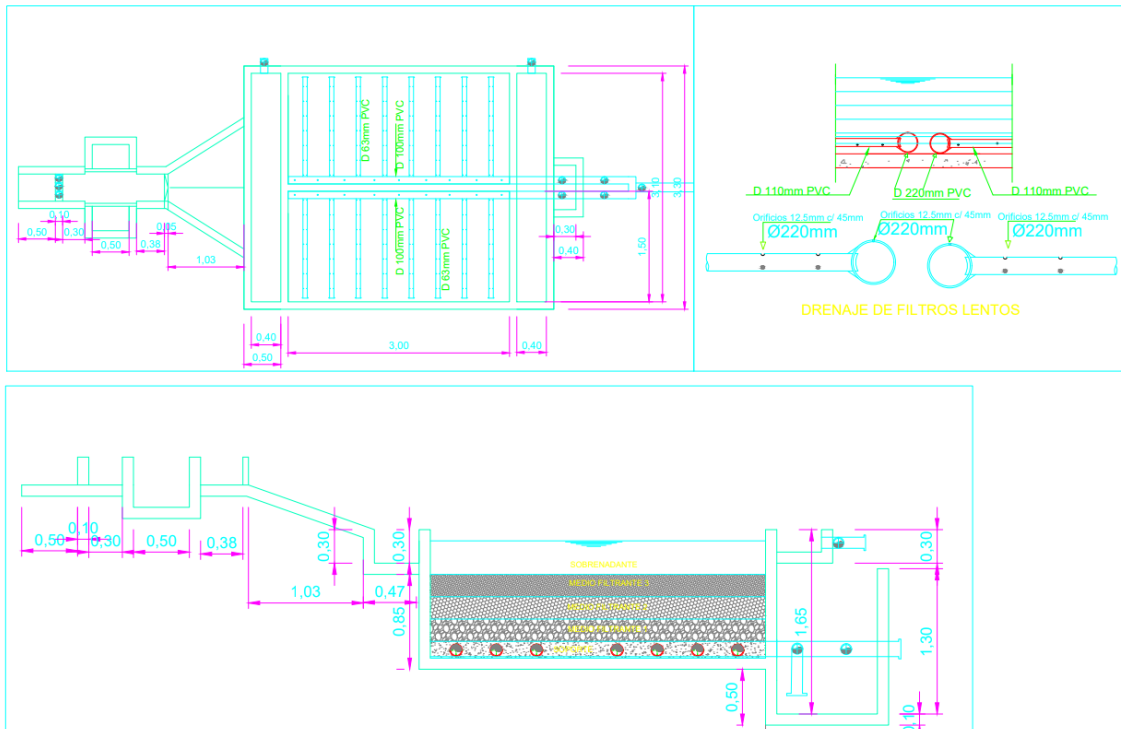 D 63mm PVC
D 100mm PVC
D 100mm PVC
D 63mm PVC
0,10
0,50
0,30
0,50
0,38
1,03
0,30
0,40
1,50
3,10
3,30
0,40
0,50
3,00
0,40
D 110mm PVC
D 220mm PVC
D 110mm PVC
Orificios 12.5mm c/ 45mm
Orificios 12.5mm c/ 45mm
Orificios 12.5mm c/ 45mm
Ø220mm
Ø220mm
Ø220mm
DRENAJE DE FILTROS LENTOS
0,10
0,50
0,30
0,50
0,38
1,03
0,30
0,47
0,30
0,85
SOBRENADANTE
MEDIO FILTRANTE 3
1,65
0,50
0,30
1,30
0,10